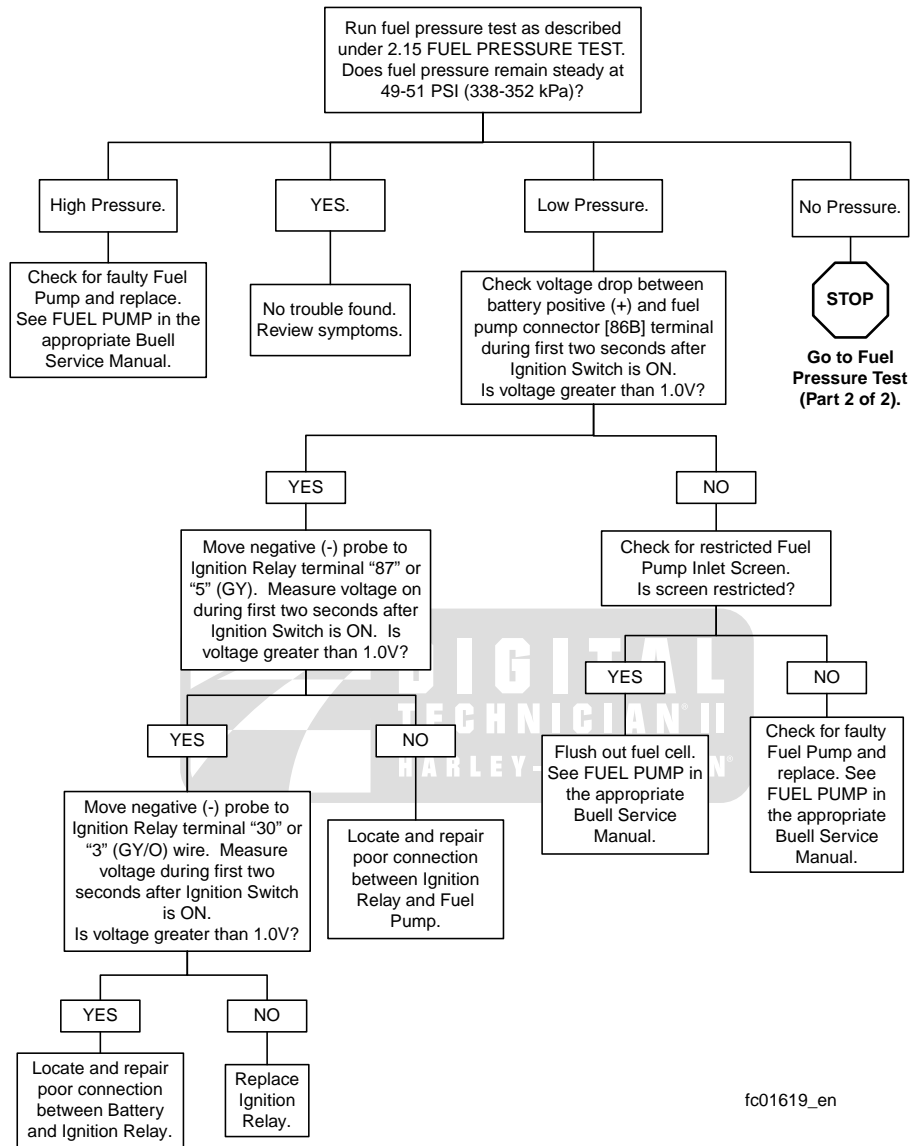 Run fuel pressure test as described
under 2.15 FUEL PRESSURE TEST.
Does fuel pressure remain steady at
49-51 PSI (338-352 kPa)?
High Pressure.
YES.
Low Pressure.
No Pressure.
Check for faulty Fuel
Pump and replace.
See FUEL PUMP in the
appropriate Buell
Service Manual.
No trouble found.
Review symptoms.
Check voltage drop between
battery positive (+) and fuel
pump connector [86B] terminal
during first two seconds after
Ignition Switch is ON.
Is voltage greater than 1.0V?
STOP
Go to Fuel
Pressure Test
(Part 2 of 2).
YES
NO
Move negative (-) probe to
Ignition Relay terminal “87” or
“5” (GY). Measure voltage on
during first two seconds after
Ignition Switch is ON. Is
voltage greater than 1.0V?
Check for restricted Fuel
Pump Inlet Screen.
Is screen restricted?
YES
NO
YES
NO
Move negative (-) probe to
Ignition Relay terminal “30” or
“3” (GY/O) wire. Measure
voltage during first two
seconds after Ignition Switch
is ON.
Is voltage greater than 1.0V?
Locate and repair
poor connection
between Ignition
Relay and Fuel
Pump.
Flush out fuel cell.
See FUEL PUMP in
the appropriate
Buell Service
Manual.
Check for faulty
Fuel Pump and
replace. See
FUEL PUMP in
the appropriate
Buell Service
Manual.
YES
NO
Locate and repair
poor connection
between Battery
and Ignition Relay.
Replace
Ignition
Relay.
DIGITAL
TECHNICIAN II
HARLEY-
fc01619_en